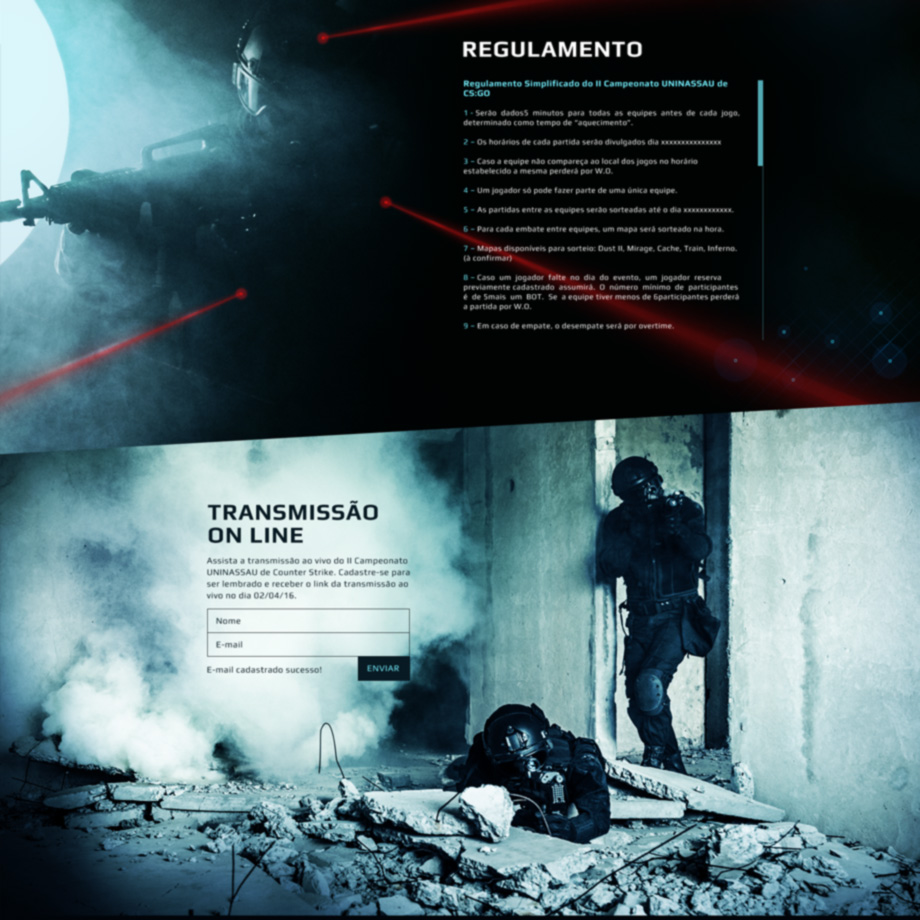 REGULAMENTO
Regulamento Simplificado do II Campeonato UNINASSAU de
CS:GO
1 - Serão dados5 minutos para todas as equipes antes de cada jogo,
determinado como tempo de "aquecimento".
2 – Os horários de cada partida serão divulgados dia xxxxxxxxxxxxxxx
3 – Caso a equipe não compareça ao local dos jogos no horário
estabelecido a mesma perderá por W.O.
4 – Um jogador só pode fazer parte de uma única equipe.
5 – As partidas entre as equipes serão sorteadas até o dia xxxxxxxxxxxx.
6 – Para cada embate entre equipes, um mapa será sorteado na hora.
7 – Mapas disponíveis para sorteio: Dust II, Mirage, Cache, Train, Inferno.
(à confirmar)
8 – Caso um jogador falte no dia do evento, um jogador reserva
previamente cadastrado assumirá. O número mínimo de participantes
é de 5mais um BOT. Se a equipe tiver menos de 6participantes perderá
a partida por W.O.
9 – Em caso de empate, o desempate será por overtime.
TRANSMISSÃO
ON LINE
Assista a transmissão ao vivo do II Campeonato
UNINASSAU de Counter Strike. Cadastre-se para
ser lembrado e receber o link da transmissão ao
vivo no dia 02/04/16.
Nome
E-mail
E-mail cadastrado sucesso!
ENVIAR